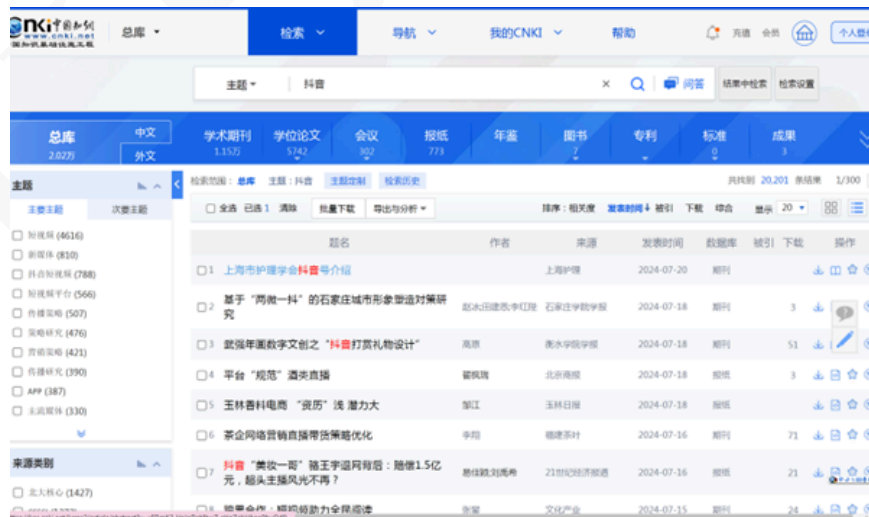 CNKI 中国知网
www.cnki.net
中国知识基础设施工程
总库
检索
导航
我的CNKI
帮助
充值 会员
主题 抖音 × 问答 结果中检索 检索设置
总库
2.02万
中文
外文
学术期刊
1.15万
学位论文
5742
会议
302
报纸
773
年鉴
图书
7
专利
标准
0
成果
3
检索范围：总库 主题：抖音 主题定制 检索历史 共找到 20,201 条结果 1/300
全选 已选1 清除 批量下载 导出与分析 排序：相关度 发表时间↓ 被引 下载 综合 显示 20
主题
主要主题 次要主题
短视频 (4616)
新媒体 (810)
抖音短视频 (788)
短视频平台 (566)
传播策略 (507)
策略研究 (476)
营销策略 (421)
传播研究 (390)
APP (387)
主流媒体 (330)
来源类别
北大核心 (1427)
题名 作者 来源 发表时间 数据库 被引 下载 操作
1 上海市护理学会抖音号介绍 上海护理 2024-07-20 期刊
2 基于“两微一抖”的石家庄城市形象塑造对策研究 石家庄学院学报 2024-07-18 期刊 3
3 武强年画数字文创之“抖音打赏礼物设计” 高原 衡水学院学报 2024-07-18 期刊 51
4 平台“规范”酒类直播 翟枫瑞 北京商报 2024-07-18 报纸 3
5 玉林香料电商“资历”浅 潜力大 邹江 玉林日报 2024-07-18 报纸
6 茶企网络营销直播带货策略优化 李翔 福建茶叶 2024-07-16 期刊 71
7 抖音“美妆一哥”骆王宇退网背后：赔偿1.5亿
元，超头主播风光不再？ 21世纪经济报道 2024-07-16 报纸 21
8 文化产业 2024-07-15 期刊 24